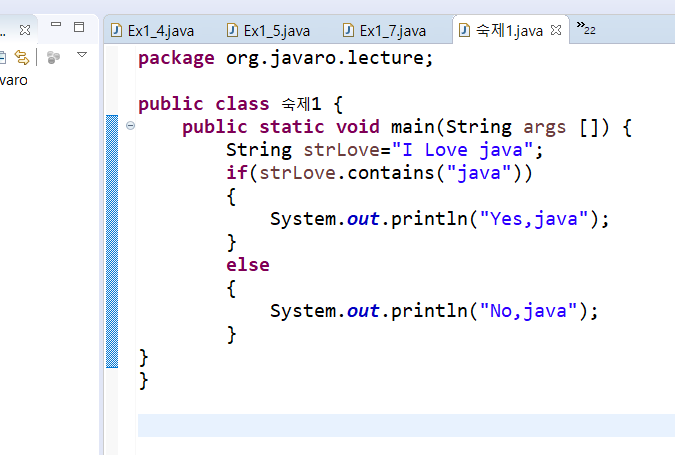 Ex1_4.java Ex1_5.java Ex1_7.java 숙제1.java »22
varo
package org.javaro.lecture;
public class 숙제1 {
public static void main(String args []) {
String strLove="I Love java";
if(strLove.contains("java"))
{
System.out.println("Yes,java");
}
else
{
System.out.println("No,java");
}
}
}